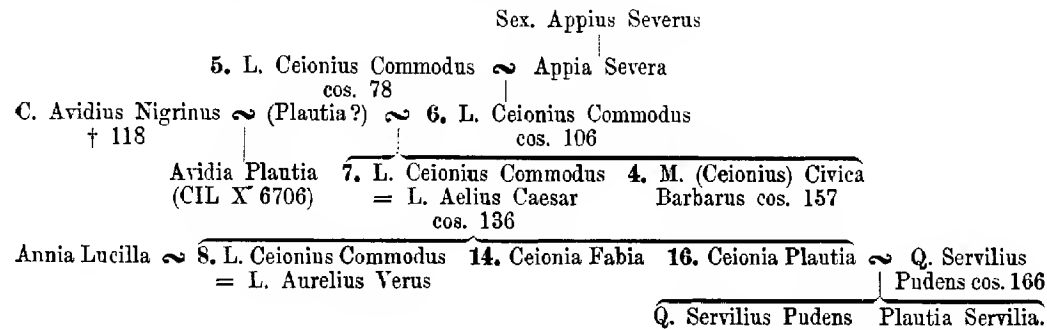 Sex. Appius Severus
5. L. Ceionius Commodus ∾ Appia Severa
cos. 78
C. Avidius Nigrinus ∾ (Plautia?) ∾ 6. L. Ceionius Commodus
† 118 cos. 106
Avidia Plautia 7. L. Ceionius Commodus 4. M. (Ceionius) Civica
(CIL X 6706) = L. Aelius Caesar Barbarus cos. 157
cos. 136
Annia Lucilla ∾ 8. L. Ceionius Commodus 14. Ceionia Fabia 16. Ceionia Plautia ∾ Q. Servilius
= L. Aurelius Verus Pudens cos. 166
Q. Servilius Pudens Plautia Servilia.